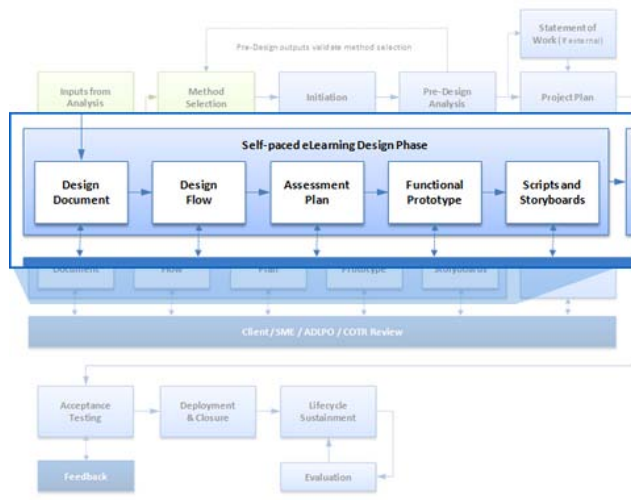 Statement of
Work (if external)
Pre-Design outputs validate method selection
Inputs from
Analysis
Method
Selection
Initiation
Pre-Design
Analysis
Project Plan
Self-paced eLearning Design Phase
Design
Document
Design
Flow
Assessment
Plan
Functional
Prototype
Scripts and
Storyboards
Document
Flow
Plan
Prototype
Storyboards
Client / SME / ADLPO / COTR Review
Acceptance
Testing
Deployment
& Closure
Lifecycle
Sustainment
Feedback
Evaluation